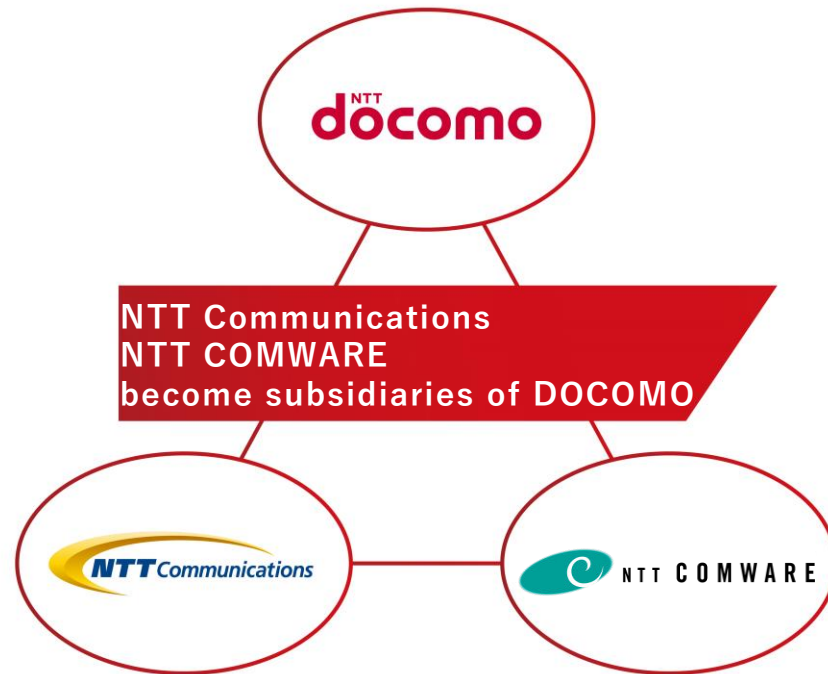 NTT
docomo
NTT Communications
NTT COMWARE
become subsidiaries of DOCOMO
NTT Communications
NTT COMWARE